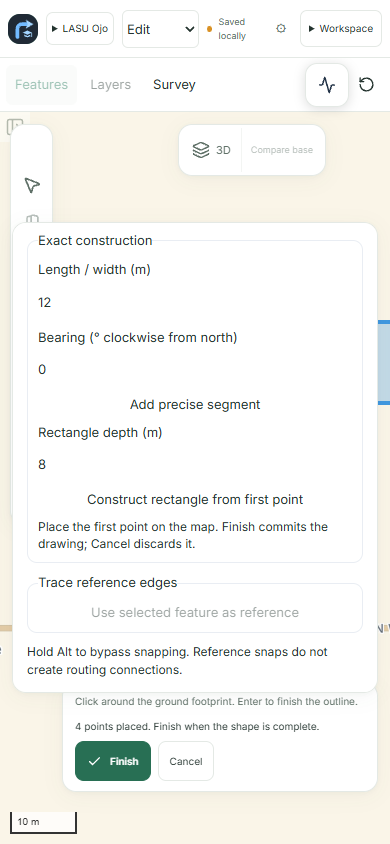 LASU Ojo
Edit
Saved
locally
Workspace
Features
Layers
Survey
3D
Compare base
Exact construction
Length / width (m)
12
Bearing (° clockwise from north)
0
Add precise segment
Rectangle depth (m)
8
Construct rectangle from first point
Place the first point on the map. Finish commits the
drawing; Cancel discards it.
Trace reference edges
Use selected feature as reference
Hold Alt to bypass snapping. Reference snaps do not
create routing connections.
Click around the ground footprint. Enter to finish the outline.
4 points placed. Finish when the shape is complete.
Finish
Cancel
10 m